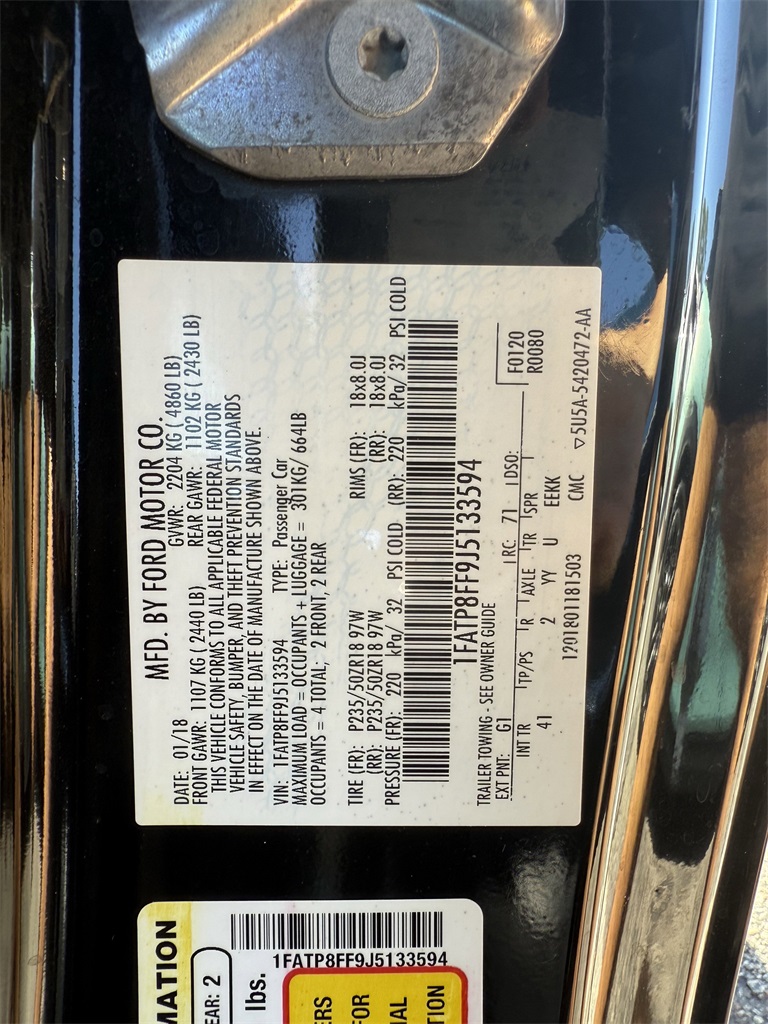 MFD. BY FORD MOTOR CO.
DATE: 01/18 GVWR: 2204 KG ( 4860 LB)
FRONT GAWR: 1107 KG ( 2440 LB) REAR GAWR: 1102 KG ( 2430 LB)
THIS VEHICLE CONFORMS TO ALL APPLICABLE FEDERAL MOTOR
VEHICLE SAFETY, BUMPER, AND THEFT PREVENTION STANDARDS
IN EFFECT ON THE DATE OF MANUFACTURE SHOWN ABOVE.
VIN: 1FATP8FF9J5133594 TYPE: Passenger Car
MAXIMUM LOAD = OCCUPANTS + LUGGAGE = 301KG/ 664LB
OCCUPANTS = 4 TOTAL; 2 FRONT, 2 REAR
TIRE (FR): P235/50ZR18 97W RIMS (FR): 18x8.0J
(RR): P235/50ZR18 97W (RR): 18x8.0J
PRESSURE (FR): 220 kPa/ 32 PSI COLD (RR): 220 kPa/ 32 PSI COLD
1FATP8FF9J5133594
TRAILER TOWING - SEE OWNER GUIDE
EXT PNT: G1 RC: 71 DSO: F0120
R0080
INT TR TP/PS R AXLE TR SPR
41 2 YY U EEKK
1201801181503 CMC ▽5U5A-5420472-AA
MATION
EAR: 2
lbs.
1FATP8FF9J5133594
ERS
FOR
IAL
TION